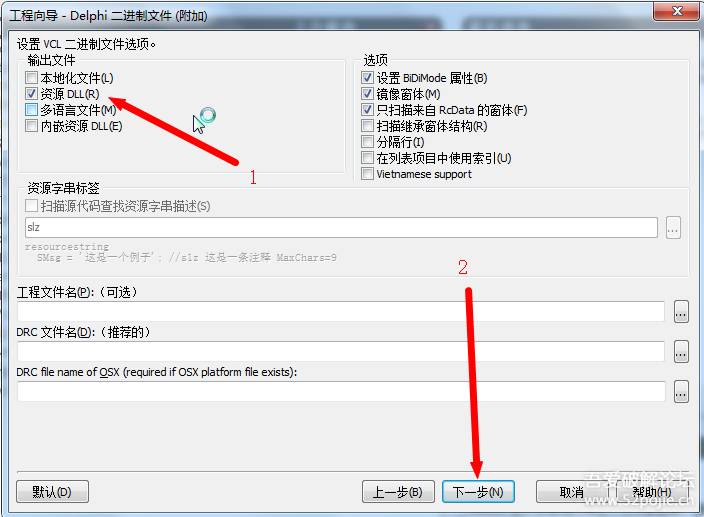 工程向导 - Delphi 二进制文件 (附加)
设置 VCL 二进制文件选项。
输出文件
本地化文件(L)
资源 DLL(R)
多语言文件(M)
内嵌资源 DLL(E)
1
选项
设置 BiDiMode 属性(B)
镜像窗体(M)
只扫描来自 RcData 的窗体(F)
扫描继承窗体结构(R)
分隔行(I)
在列表项目中使用索引(U)
Vietnamese support
资源字串标签
扫描源代码查找资源字串描述(S)
slz
...
resourcestring
SMsg = '这是一个例子'; //slz 这是一条注释 MaxChars=9
2
工程文件名(P):（可选）
...
DRC 文件名(D):（推荐的）
...
DRC file name of OSX (required if OSX platform file exists):
...
默认(D)
上一步(B)
下一步(N)
取消
帮助(H)
吾爱破解论坛
www.52pojie.cn